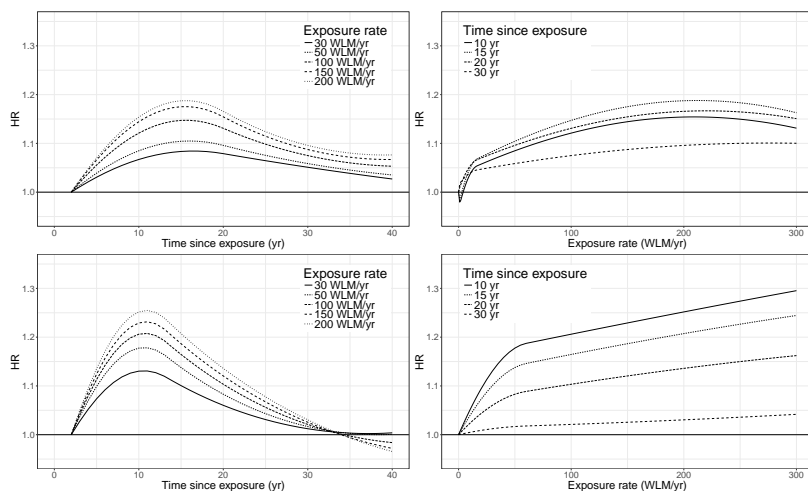 Exposure rate
30 WLM/yr
50 WLM/yr
100 WLM/yr
150 WLM/yr
200 WLM/yr
HR
1.3
1.2
1.1
1.0
0 10 20 30 40
Time since exposure (yr)
Time since exposure
10 yr
15 yr
20 yr
30 yr
HR
1.3
1.2
1.1
1.0
0 100 200 300
Exposure rate (WLM/yr)
Exposure rate
30 WLM/yr
50 WLM/yr
100 WLM/yr
150 WLM/yr
200 WLM/yr
HR
1.3
1.2
1.1
1.0
0 10 20 30 40
Time since exposure (yr)
Time since exposure
10 yr
15 yr
20 yr
30 yr
HR
1.3
1.2
1.1
1.0
0 100 200 300
Exposure rate (WLM/yr)